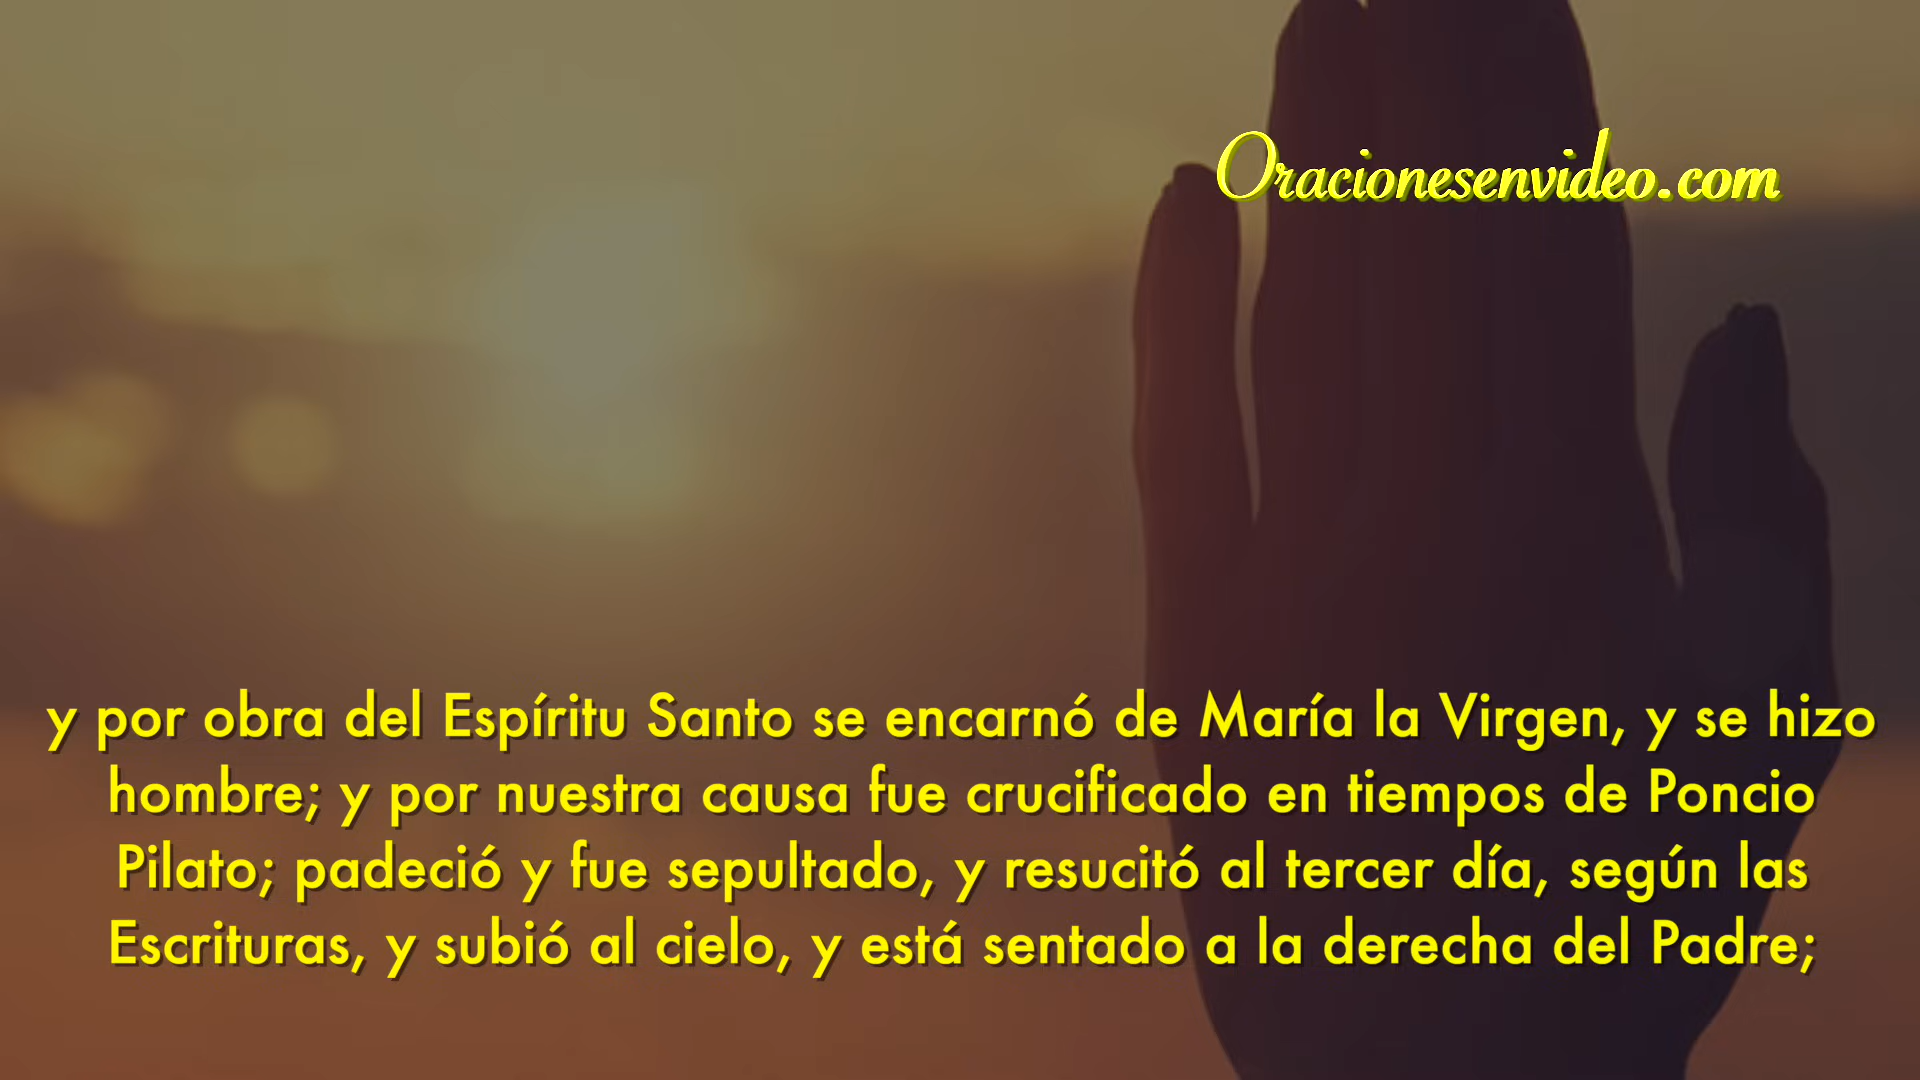 Oracionesenvideo.com
y por obra del Espíritu Santo se encarnó de María la Virgen, y se hizo
hombre; y por nuestra causa fue crucificado en tiempos de Poncio
Pilato; padeció y fue sepultado, y resucitó al tercer día, según las
Escrituras, y subió al cielo, y está sentado a la derecha del Padre;